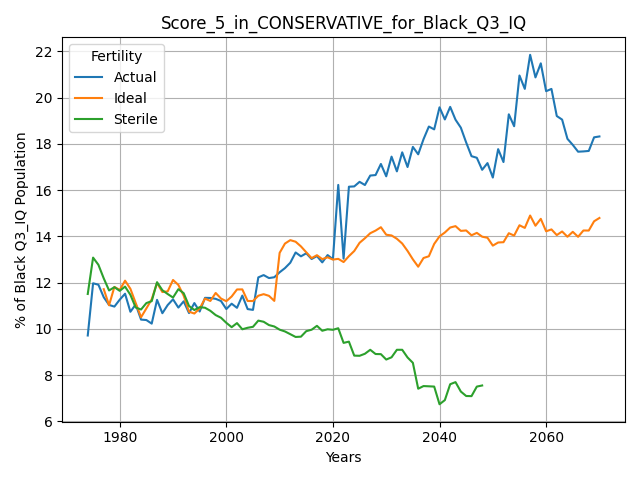 Score_5_in_CONSERVATIVE_for_Black_Q3_IQ
% of Black Q3_IQ Population
22
20
18
16
14
12
10
8
6
Fertility
Actual
Ideal
Sterile
1980
2000
2020
2040
2060
Years